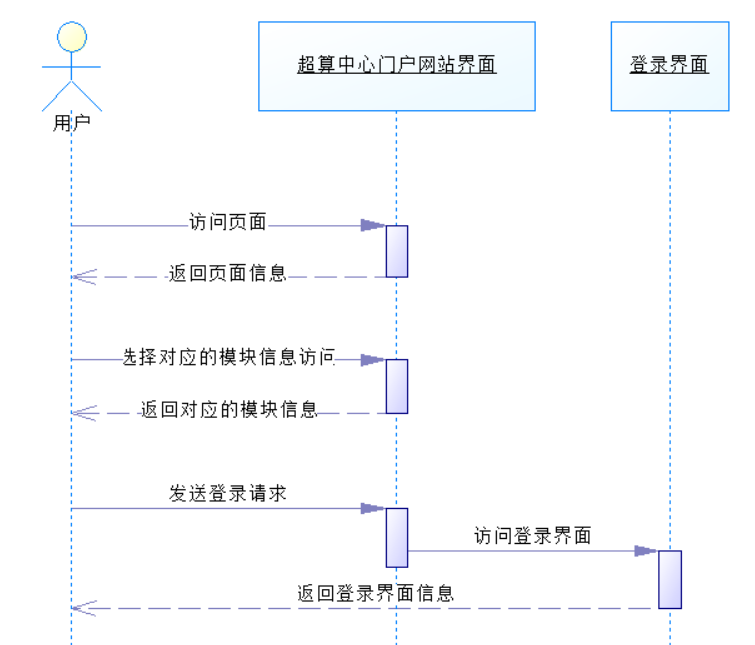 超算中心门户网站界面
登录界面
用户
访问页面
返回页面信息
选择对应的模块信息访问
返回对应的模块信息
发送登录请求
访问登录界面
返回登录界面信息